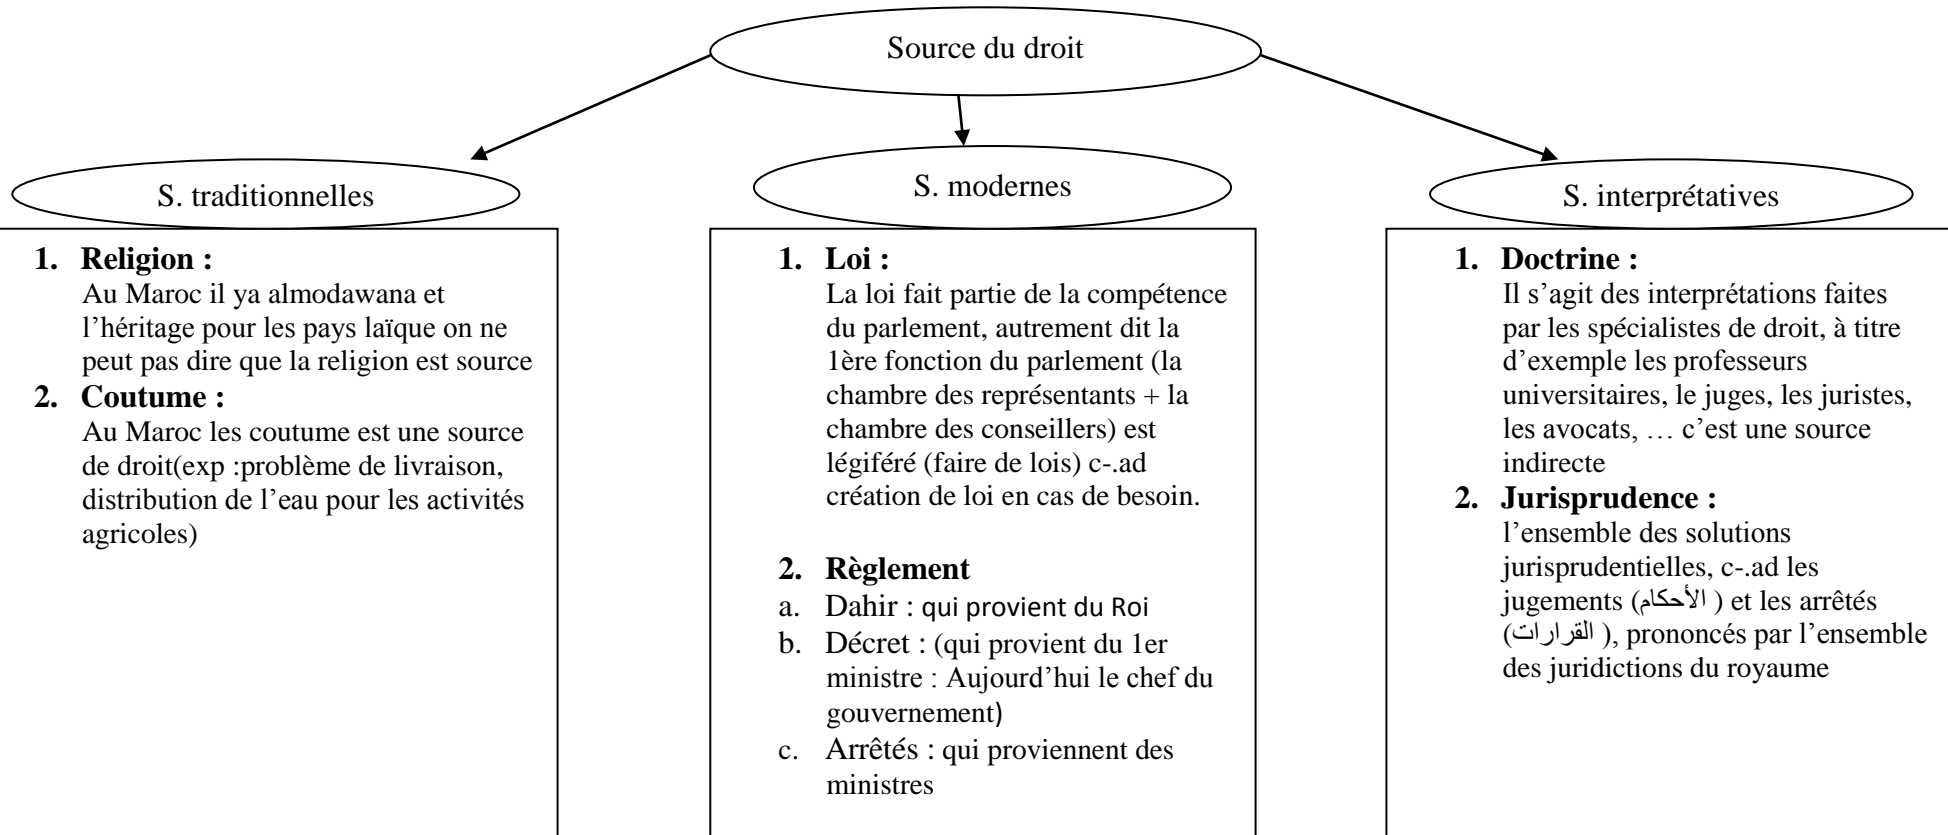 Source du droit
S. traditionnelles
1. Religion :
Au Maroc il ya almodawana et
l’héritage pour les pays laïque on ne
peut pas dire que la religion est source
2. Coutume :
Au Maroc les coutume est une source
de droit(exp :problème de livraison,
distribution de l’eau pour les activités
agricoles)
S. modernes
1. Loi :
La loi fait partie de la compétence
du parlement, autrement dit la
1ère fonction du parlement (la
chambre des représentants + la
chambre des conseillers) est
légiféré (faire de lois) c-.ad
création de loi en cas de besoin.
2. Règlement
a. Dahir : qui provient du Roi
b. Décret : (qui provient du 1er
ministre : Aujourd’hui le chef du
gouvernement)
c. Arrêtés : qui proviennent des
ministres
S. interprétatives
1. Doctrine :
Il s’agit des interprétations faites
par les spécialistes de droit, à titre
d’exemple les professeurs
universitaires, le juges, les juristes,
les avocats, … c’est une source
indirecte
2. Jurisprudence :
l’ensemble des solutions
jurisprudentielles, c-.ad les
jugements (الأحكام ) et les arrêtés
(القرارات ), prononcés par l’ensemble
des juridictions du royaume